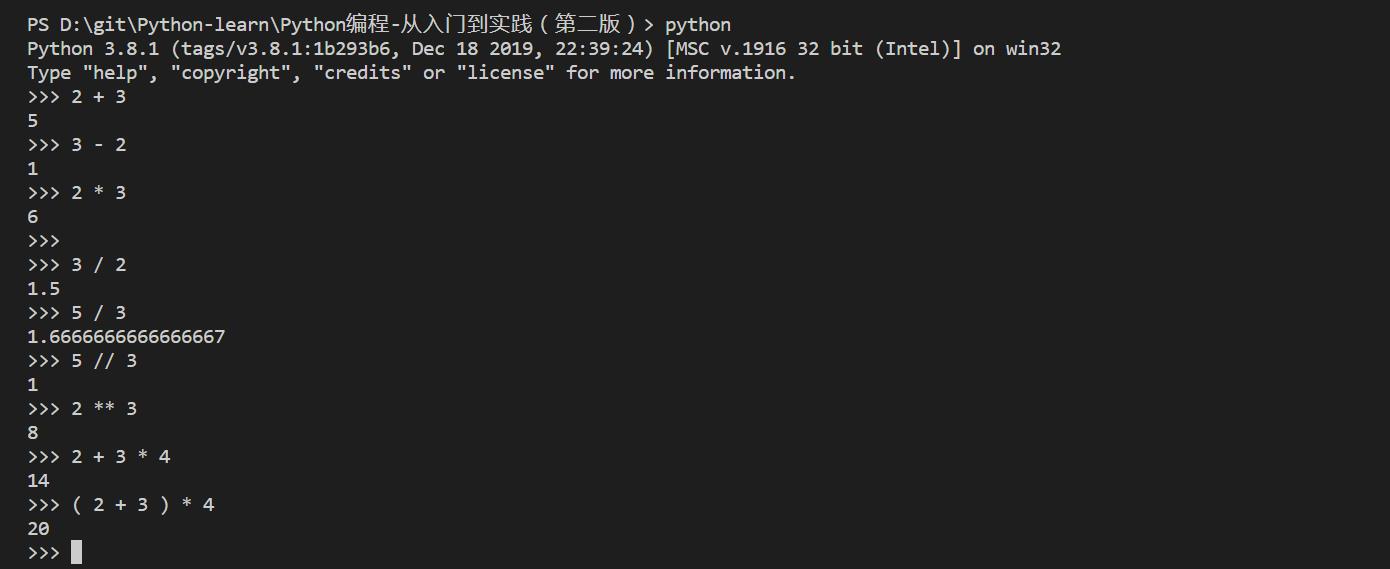 PS D:\git\Python-learn\Python编程-从入门到实践（第二版）> python
Python 3.8.1 (tags/v3.8.1:1b293b6, Dec 18 2019, 22:39:24) [MSC v.1916 32 bit (Intel)] on win32
Type "help", "copyright", "credits" or "license" for more information.
>>> 2 + 3
5
>>> 3 - 2
1
>>> 2 * 3
6
>>>
>>> 3 / 2
1.5
>>> 5 / 3
1.6666666666666667
>>> 5 // 3
1
>>> 2 ** 3
8
>>> 2 + 3 * 4
14
>>> ( 2 + 3 ) * 4
20
>>>